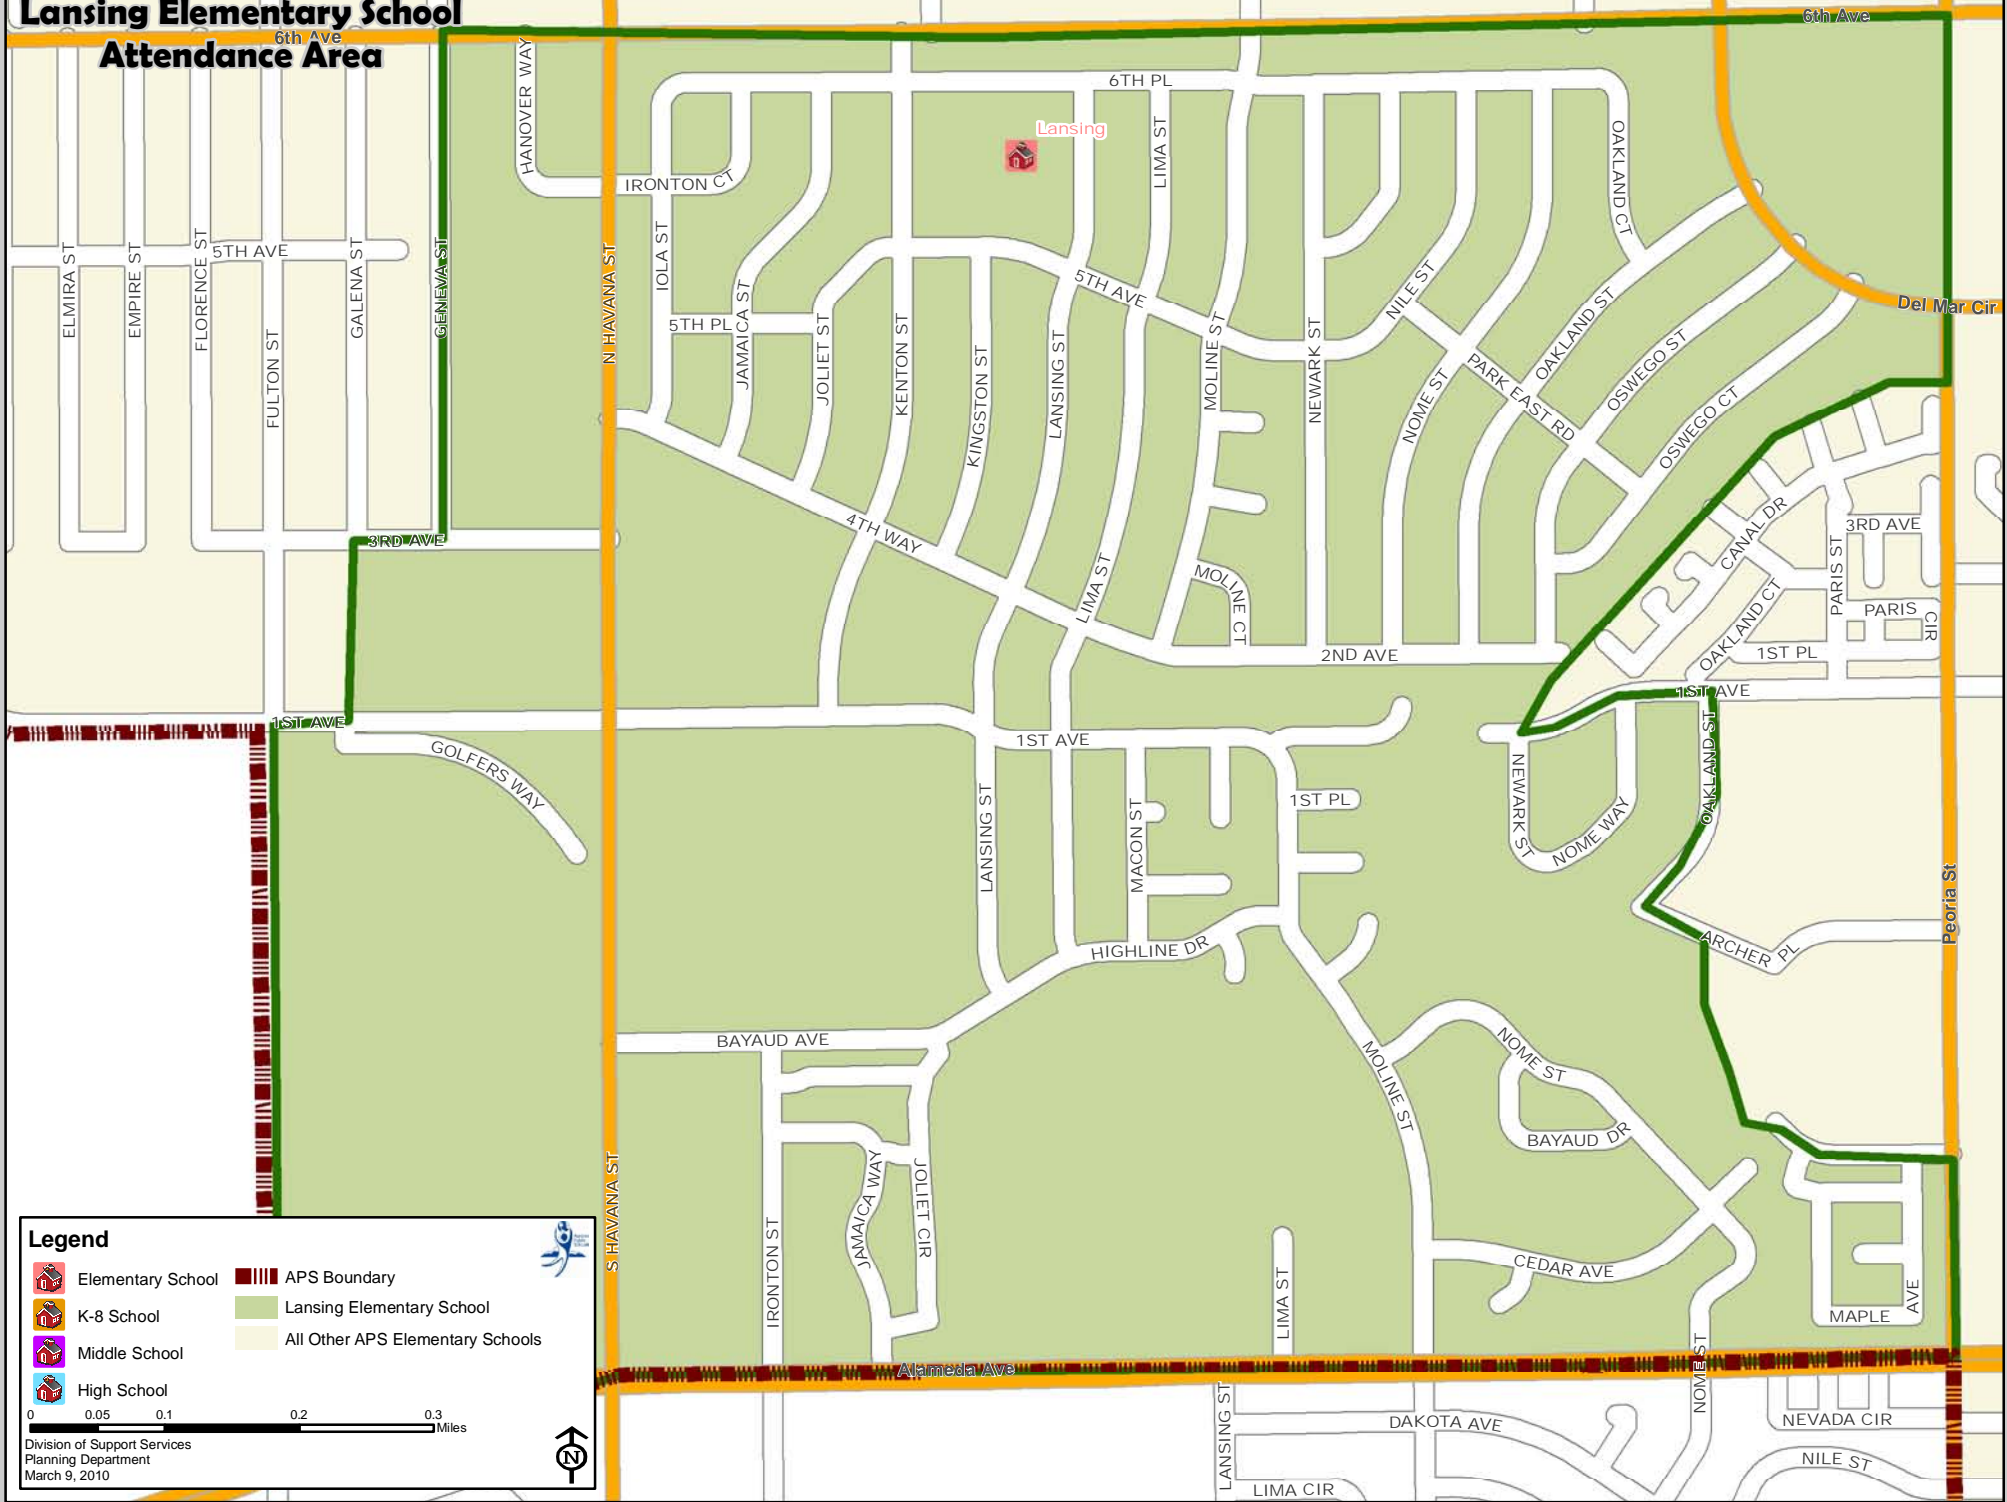 Lansing Elementary School
Attendance Area
6th Ave
6th Ave
HANOVER WAY
6TH PL
Lansing
LIMA ST
OAKLAND CT
IRONTON CT
IOLA ST
5TH AVE
ELMIRA ST
EMPIRE ST
FLORENCE ST
FULTON ST
GALENA ST
GENEVA ST
N HAVANA ST
5TH AVE
5TH PL
JAMAICA ST
JOLIET ST
KENTON ST
KINGSTON ST
LANSING ST
MOLINE ST
NEWARK ST
NILE ST
NOME ST
PARK EAST RD
OAKLAND ST
OSWEGO ST
OSWEGO CT
Del Mar Cir
4TH WAY
3RD AVE
LIMA ST
MOLINE CT
2ND AVE
CANAL DR
3RD AVE
PARIS ST
PARIS
CIR
OAKLAND CT
1ST PL
1ST AVE
1ST AVE
GOLFERS WAY
1ST AVE
LANSING ST
MACON ST
1ST PL
NEWARK ST
NOME WAY
OAKLAND ST
Peoria St
ARCHER PL
HIGHLINE DR
BAYAUD AVE
MOLINE ST
NOME ST
BAYAUD DR
JAMAICA WAY
JOLIET CIR
IRONTON ST
S HAVANA ST
LIMA ST
CEDAR AVE
MAPLE
AVE
NOME ST
Alameda Ave
LANSING ST
DAKOTA AVE
LIMA CIR
NEVADA CIR
NILE ST
Legend
Elementary School
K-8 School
Middle School
High School
APS Boundary
Lansing Elementary School
All Other APS Elementary Schools
0 0.05 0.1 0.2 0.3
Miles
Division of Support Services
Planning Department
March 9, 2010
N